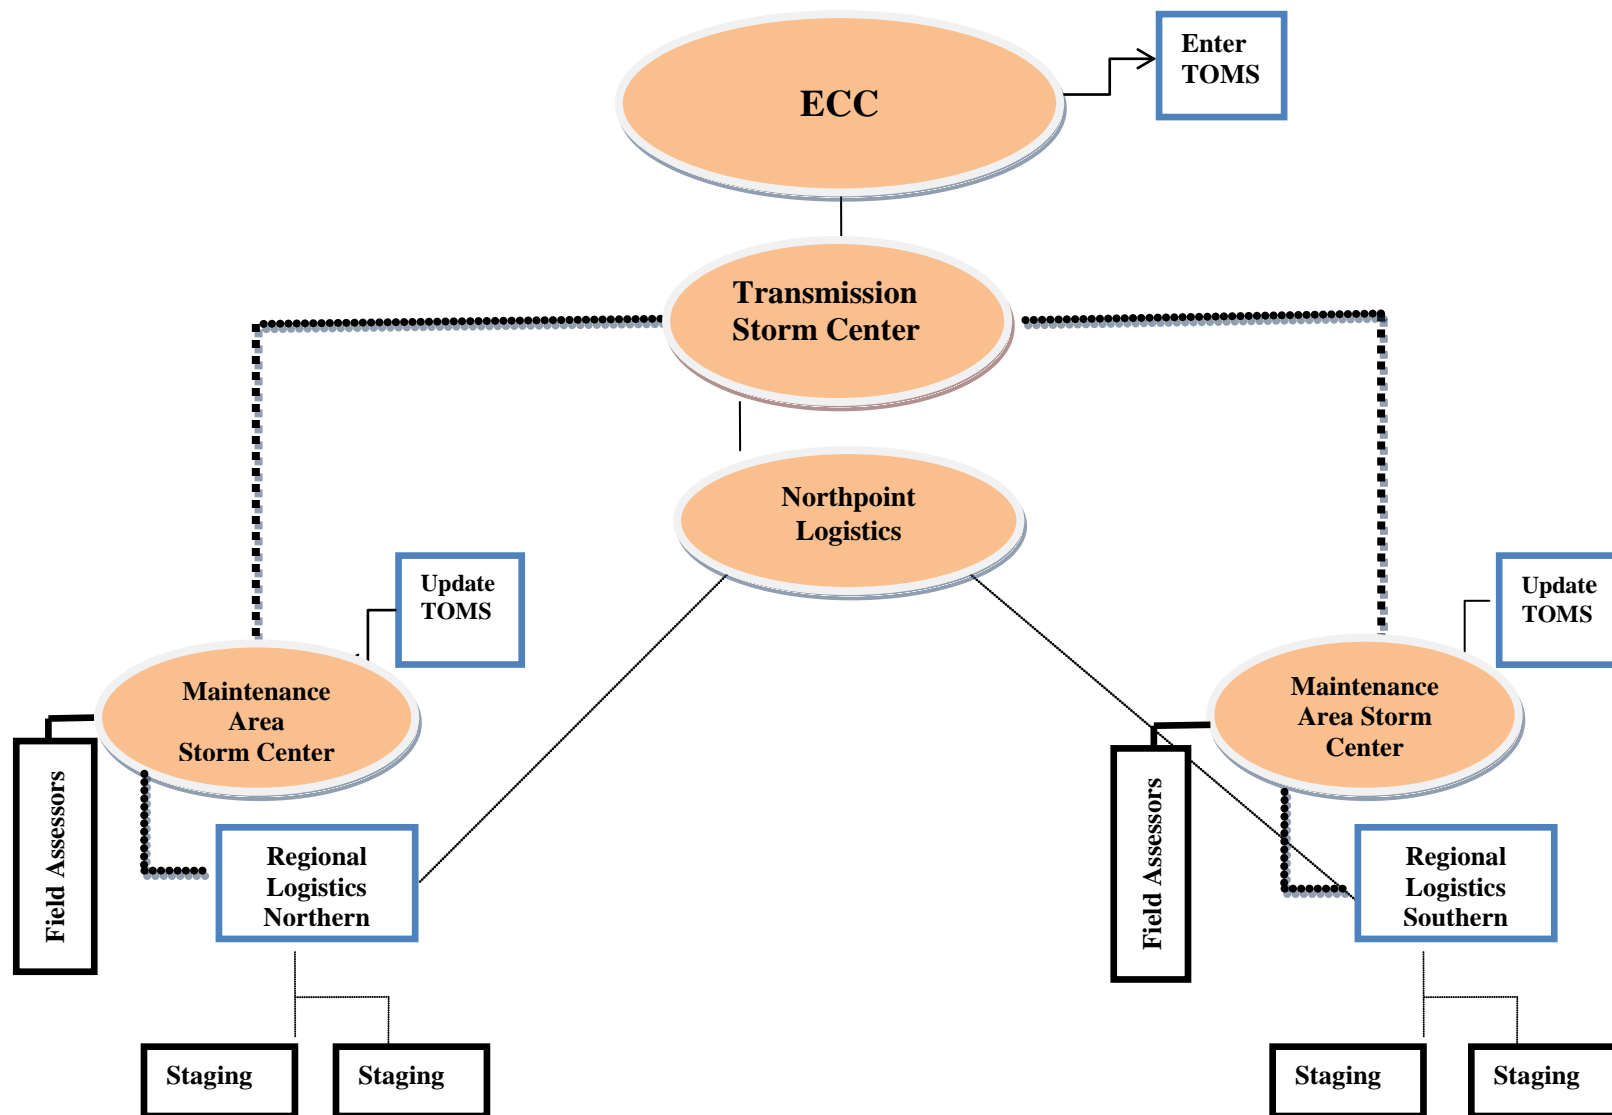 Enter
TOMS
ECC
Transmission
Storm Center
Northpoint
Logistics
Update
TOMS
Update
TOMS
Maintenance
Area
Storm Center
Maintenance
Area Storm
Center
Field Assessors
Regional
Logistics
Northern
Field Assessors
Regional
Logistics
Southern
Staging
Staging
Staging
Staging